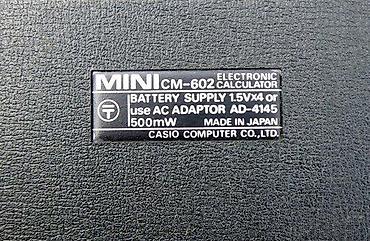 MINI CM-602 ELECTRONIC CALCULATOR
BATTERY SUPPLY 1.5V×4 or
use AC ADAPTOR AD-4145
500mW MADE IN JAPAN
CASIO COMPUTER CO.,LTD.